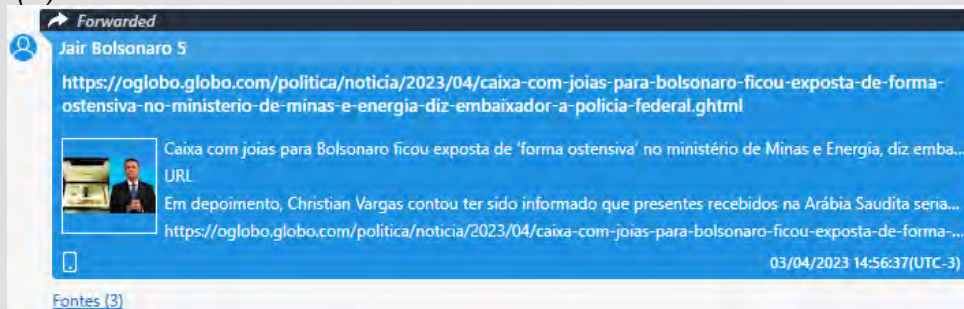 Forwarded
Jair Bolsonaro 5
https://oglobo.globo.com/politica/noticia/2023/04/caixa-com-joias-para-bolsonaro-ficou-exposta-de-forma-
ostensiva-no-ministerio-de-minas-e-energia-diz-embaixador-a-policia-federal.ghtml
Caixa com joias para Bolsonaro ficou exposta de 'forma ostensiva' no ministério de Minas e Energia, diz emba...
URL
Em depoimento, Christian Vargas contou ter sido informado que presentes recebidos na Arábia Saudita seria...
https://oglobo.globo.com/politica/noticia/2023/04/caixa-com-joias-para-bolsonaro-ficou-exposta-de-forma-...
03/04/2023 14:56:37(UTC-3)
Fontes (3)